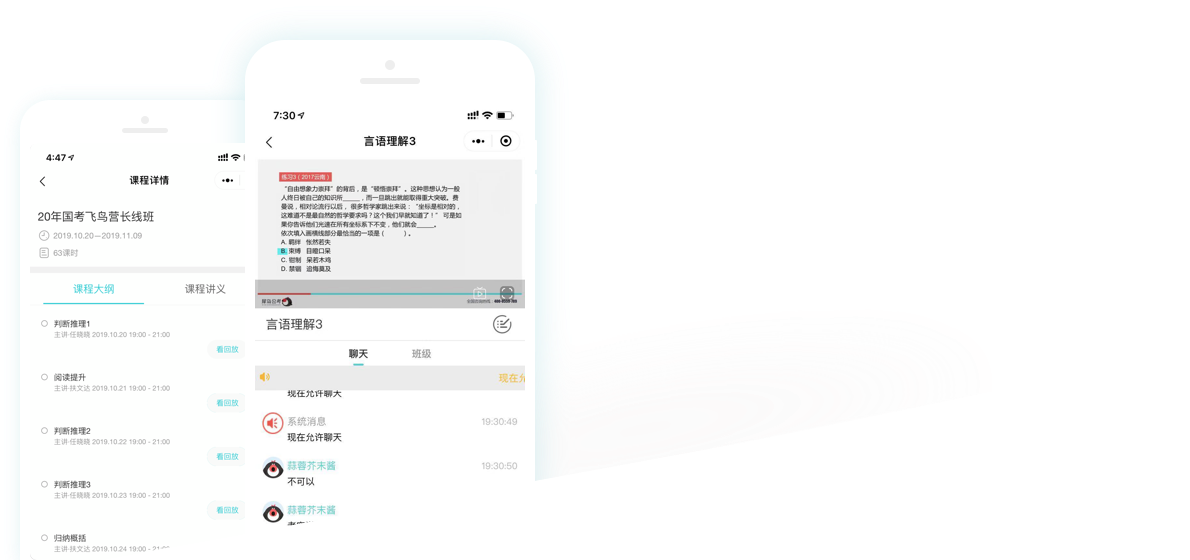 4:47
课程详情
20年国考飞鸟营长线班
2019.10.20—2019.11.09
63课时
课程大纲 课程讲义
判断推理1
主讲·任晓晓 2019.10.20 19:00 - 21:00
看回放
阅读提升
主讲·扶文达 2019.10.21 19:00 - 21:00
看回放
判断推理2
主讲·任晓晓 2019.10.22 19:00 - 21:00
看回放
判断推理3
主讲·任晓晓 2019.10.23 19:00 - 21:00
看回放
归纳概括
主讲·扶文达 2019.10.24 19:00 - 21:00
7:30
言语理解3
练习3（2017云南）
“自由想象力崇拜”的背后，是“顿悟崇拜”。这种思想认为一般
人终日被自己的知识所_____，而一旦跳出就能取得重大突破。费
曼说，相对论流行以后， 很多哲学家跳出来说：“坐标是相对的，
这难道不是最自然的哲学要求吗？这个我们早就知道了！” 可是如
果你告诉他们光速在所有坐标系下不变，他们就会_____。
依次填入画横线部分最恰当的一项是（ ）。
A. 羁绊 怅然若失
B. 束缚 目瞪口呆
C. 钳制 呆若木鸡
D. 禁锢 追悔莫及
言语理解3
聊天 班级
现在允
现在允许聊天
系统消息 19:30:49
现在允许聊天
蒜蓉芥末酱 19:30:50
不可以
蒜蓉芥末酱